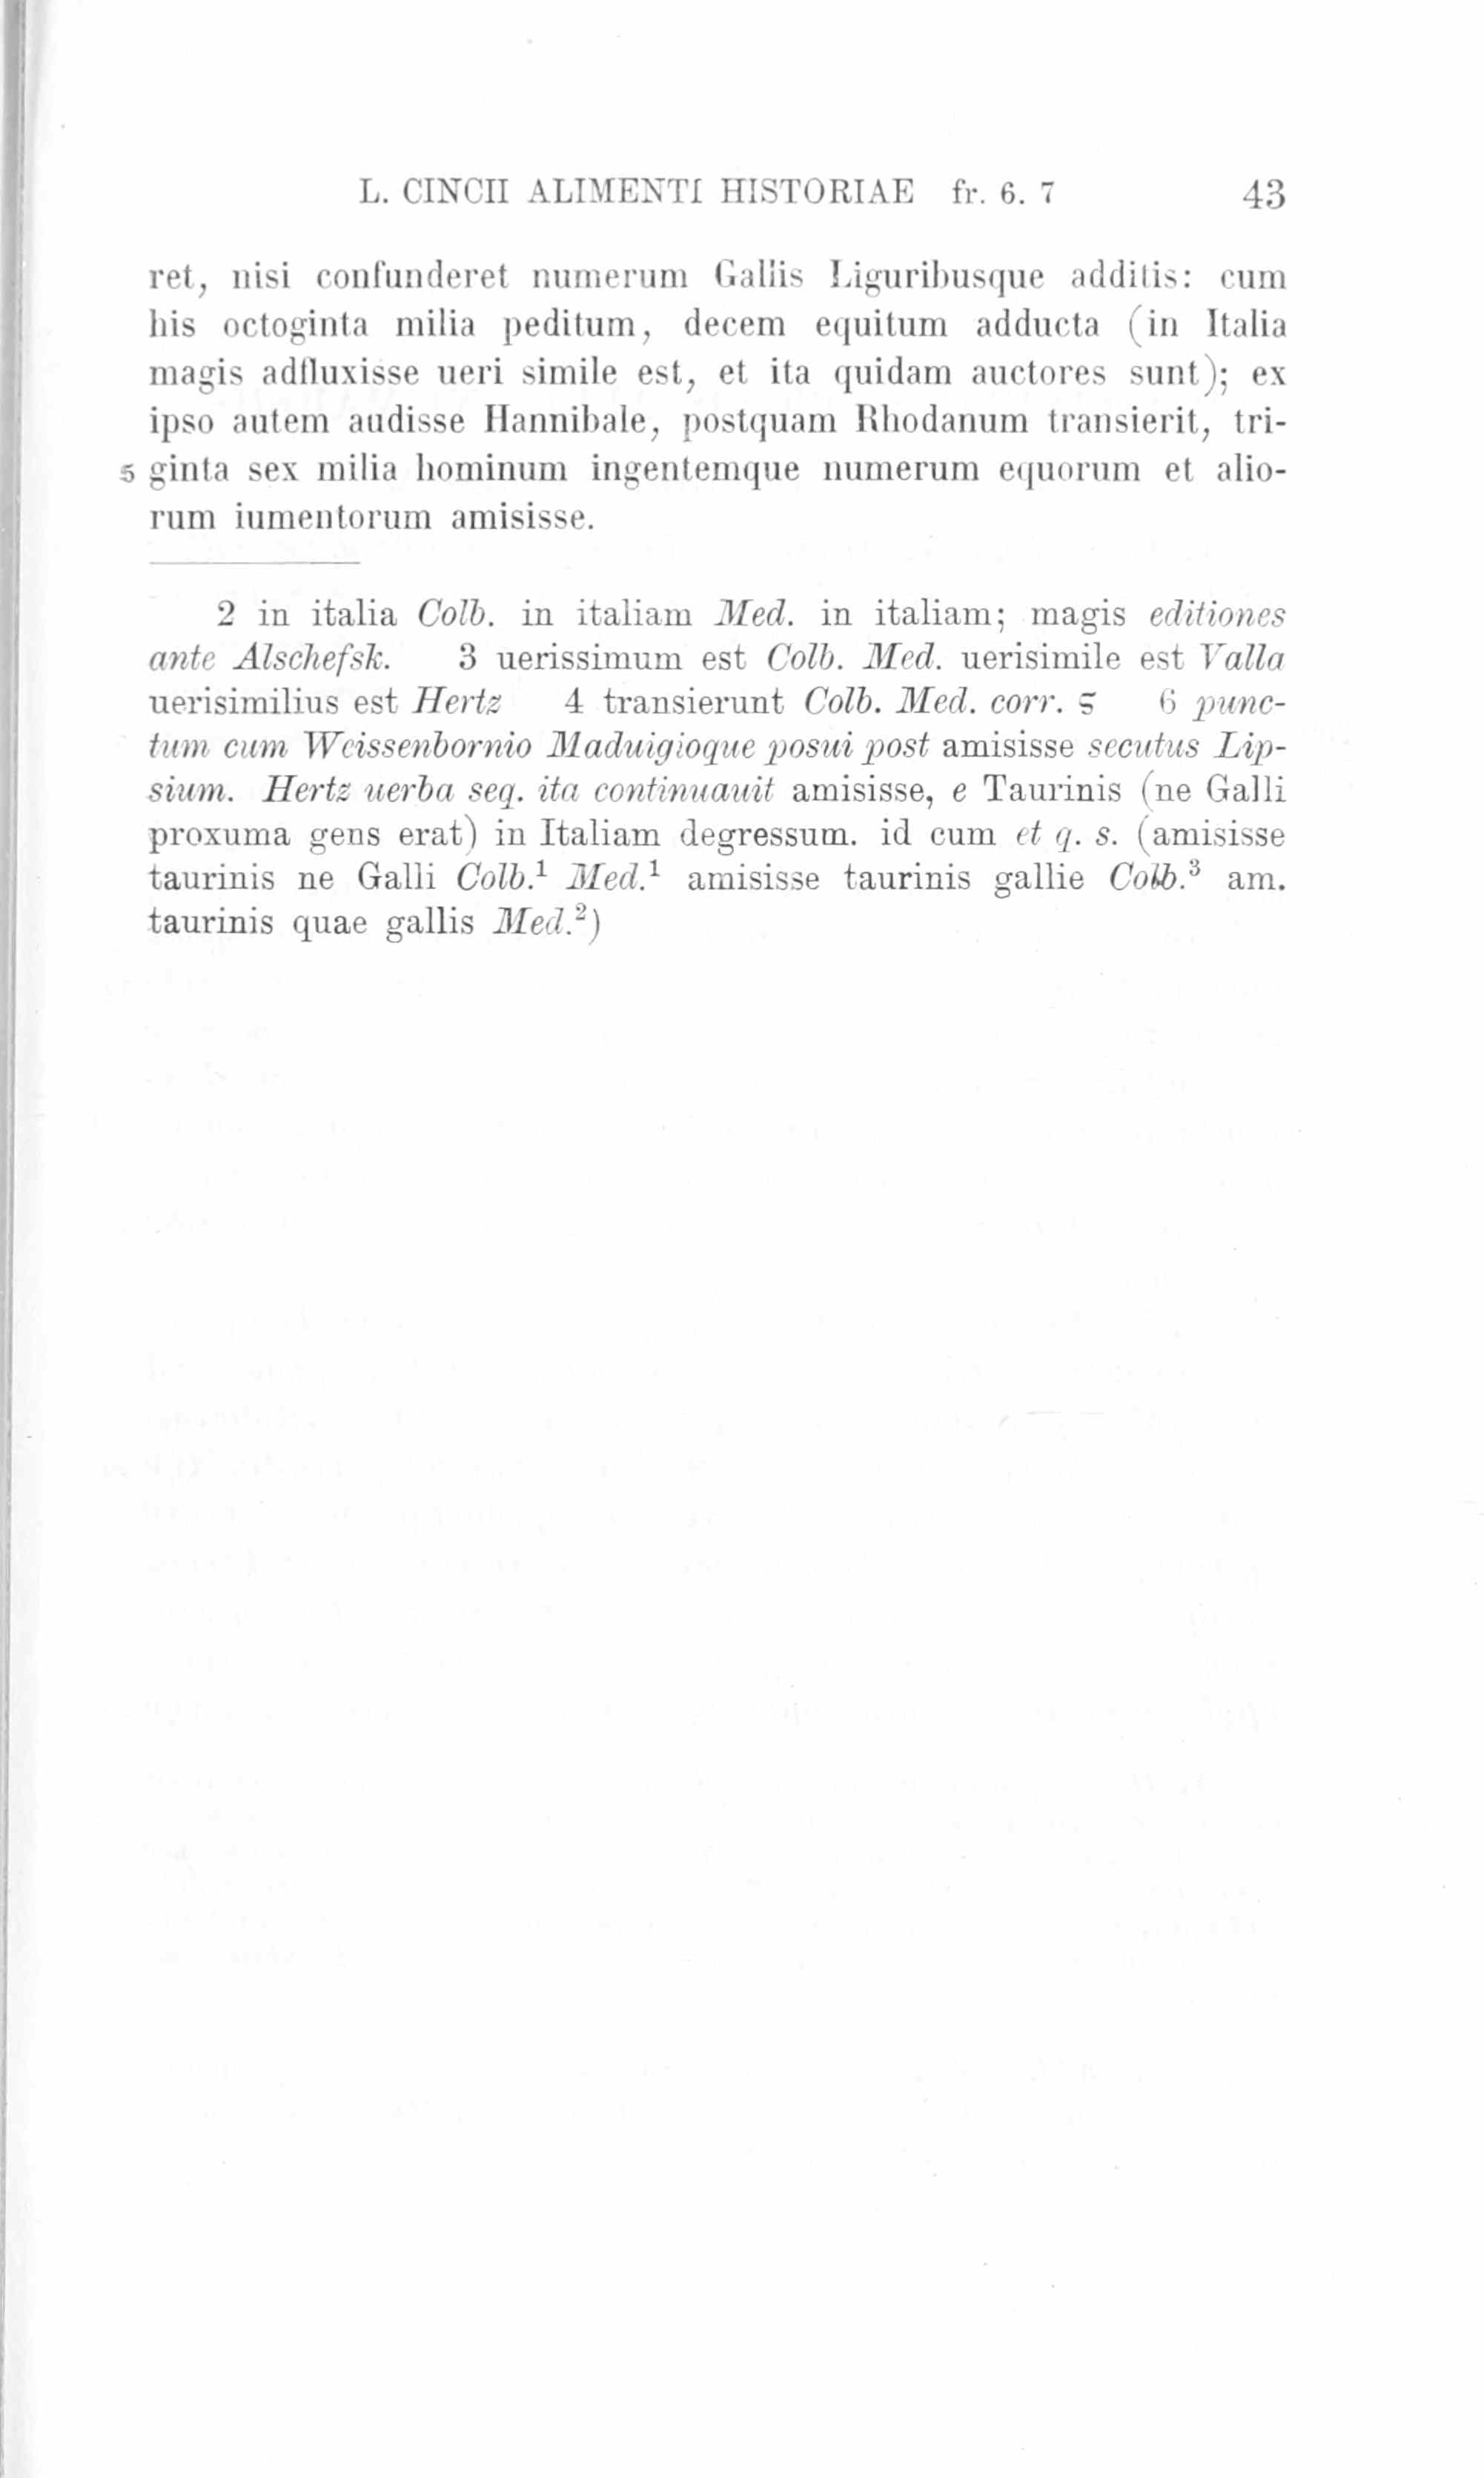 L. CINCII ALIMENTI HISTORIAE fr. 6. 7 43
ret, nisi confunderet numerum Gallis Liguribusque additis: cum
his octoginta milia peditum, decem equitum adducta (in Italia
magis adfluxisse ueri simile est, et ita quidam auctores sunt); ex
ipso autem audisse Hannibale, postquam Rhodanum transierit, tri-
5 ginta sex milia hominum ingentemque numerum equorum et alio-
rum iumentorum amisisse.
2 in italia Colb. in italiam Med. in italiam; magis editiones
ante Alschefsk. 3 uerissimum est Colb. Med. uerisimile est Valla
uerisimilius est Hertz 4 transierunt Colb. Med. corr. ϛ 6 punc-
tum cum Weissenbornio Maduigioque posui post amisisse secutus Lip-
sium. Hertz uerba seq. ita continuauit amisisse, e Taurinis (ne Galli
proxuma gens erat) in Italiam degressum. id cum et q. s. (amisisse
taurinis ne Galli Colb.¹ Med.¹ amisisse taurinis gallie Colb.³ am.
taurinis quae gallis Med.²)